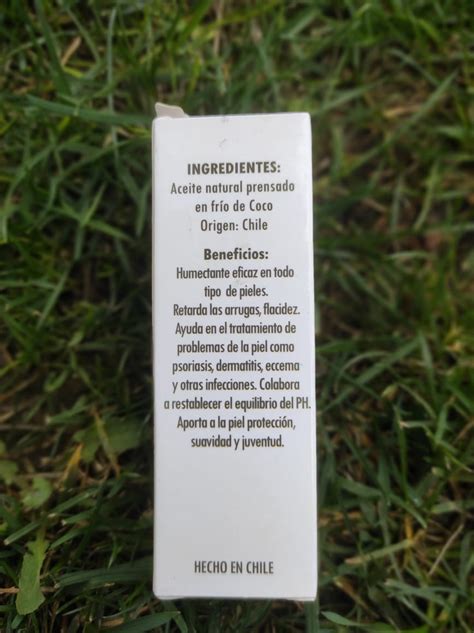 INGREDIENTES:
Aceite natural prensado
en frío de Coco
Origen: Chile
Beneficios:
Humectante eficaz en todo
tipo de pieles.
Retarda las arrugas, flacidez.
Ayuda en el tratamiento de
problemas de la piel como
psoriasis, dermatitis, eccema
y otras infecciones. Colabora
a restablecer el equilibrio del PH.
Aporta a la piel protección,
suavidad y juventud.
HECHO EN CHILE